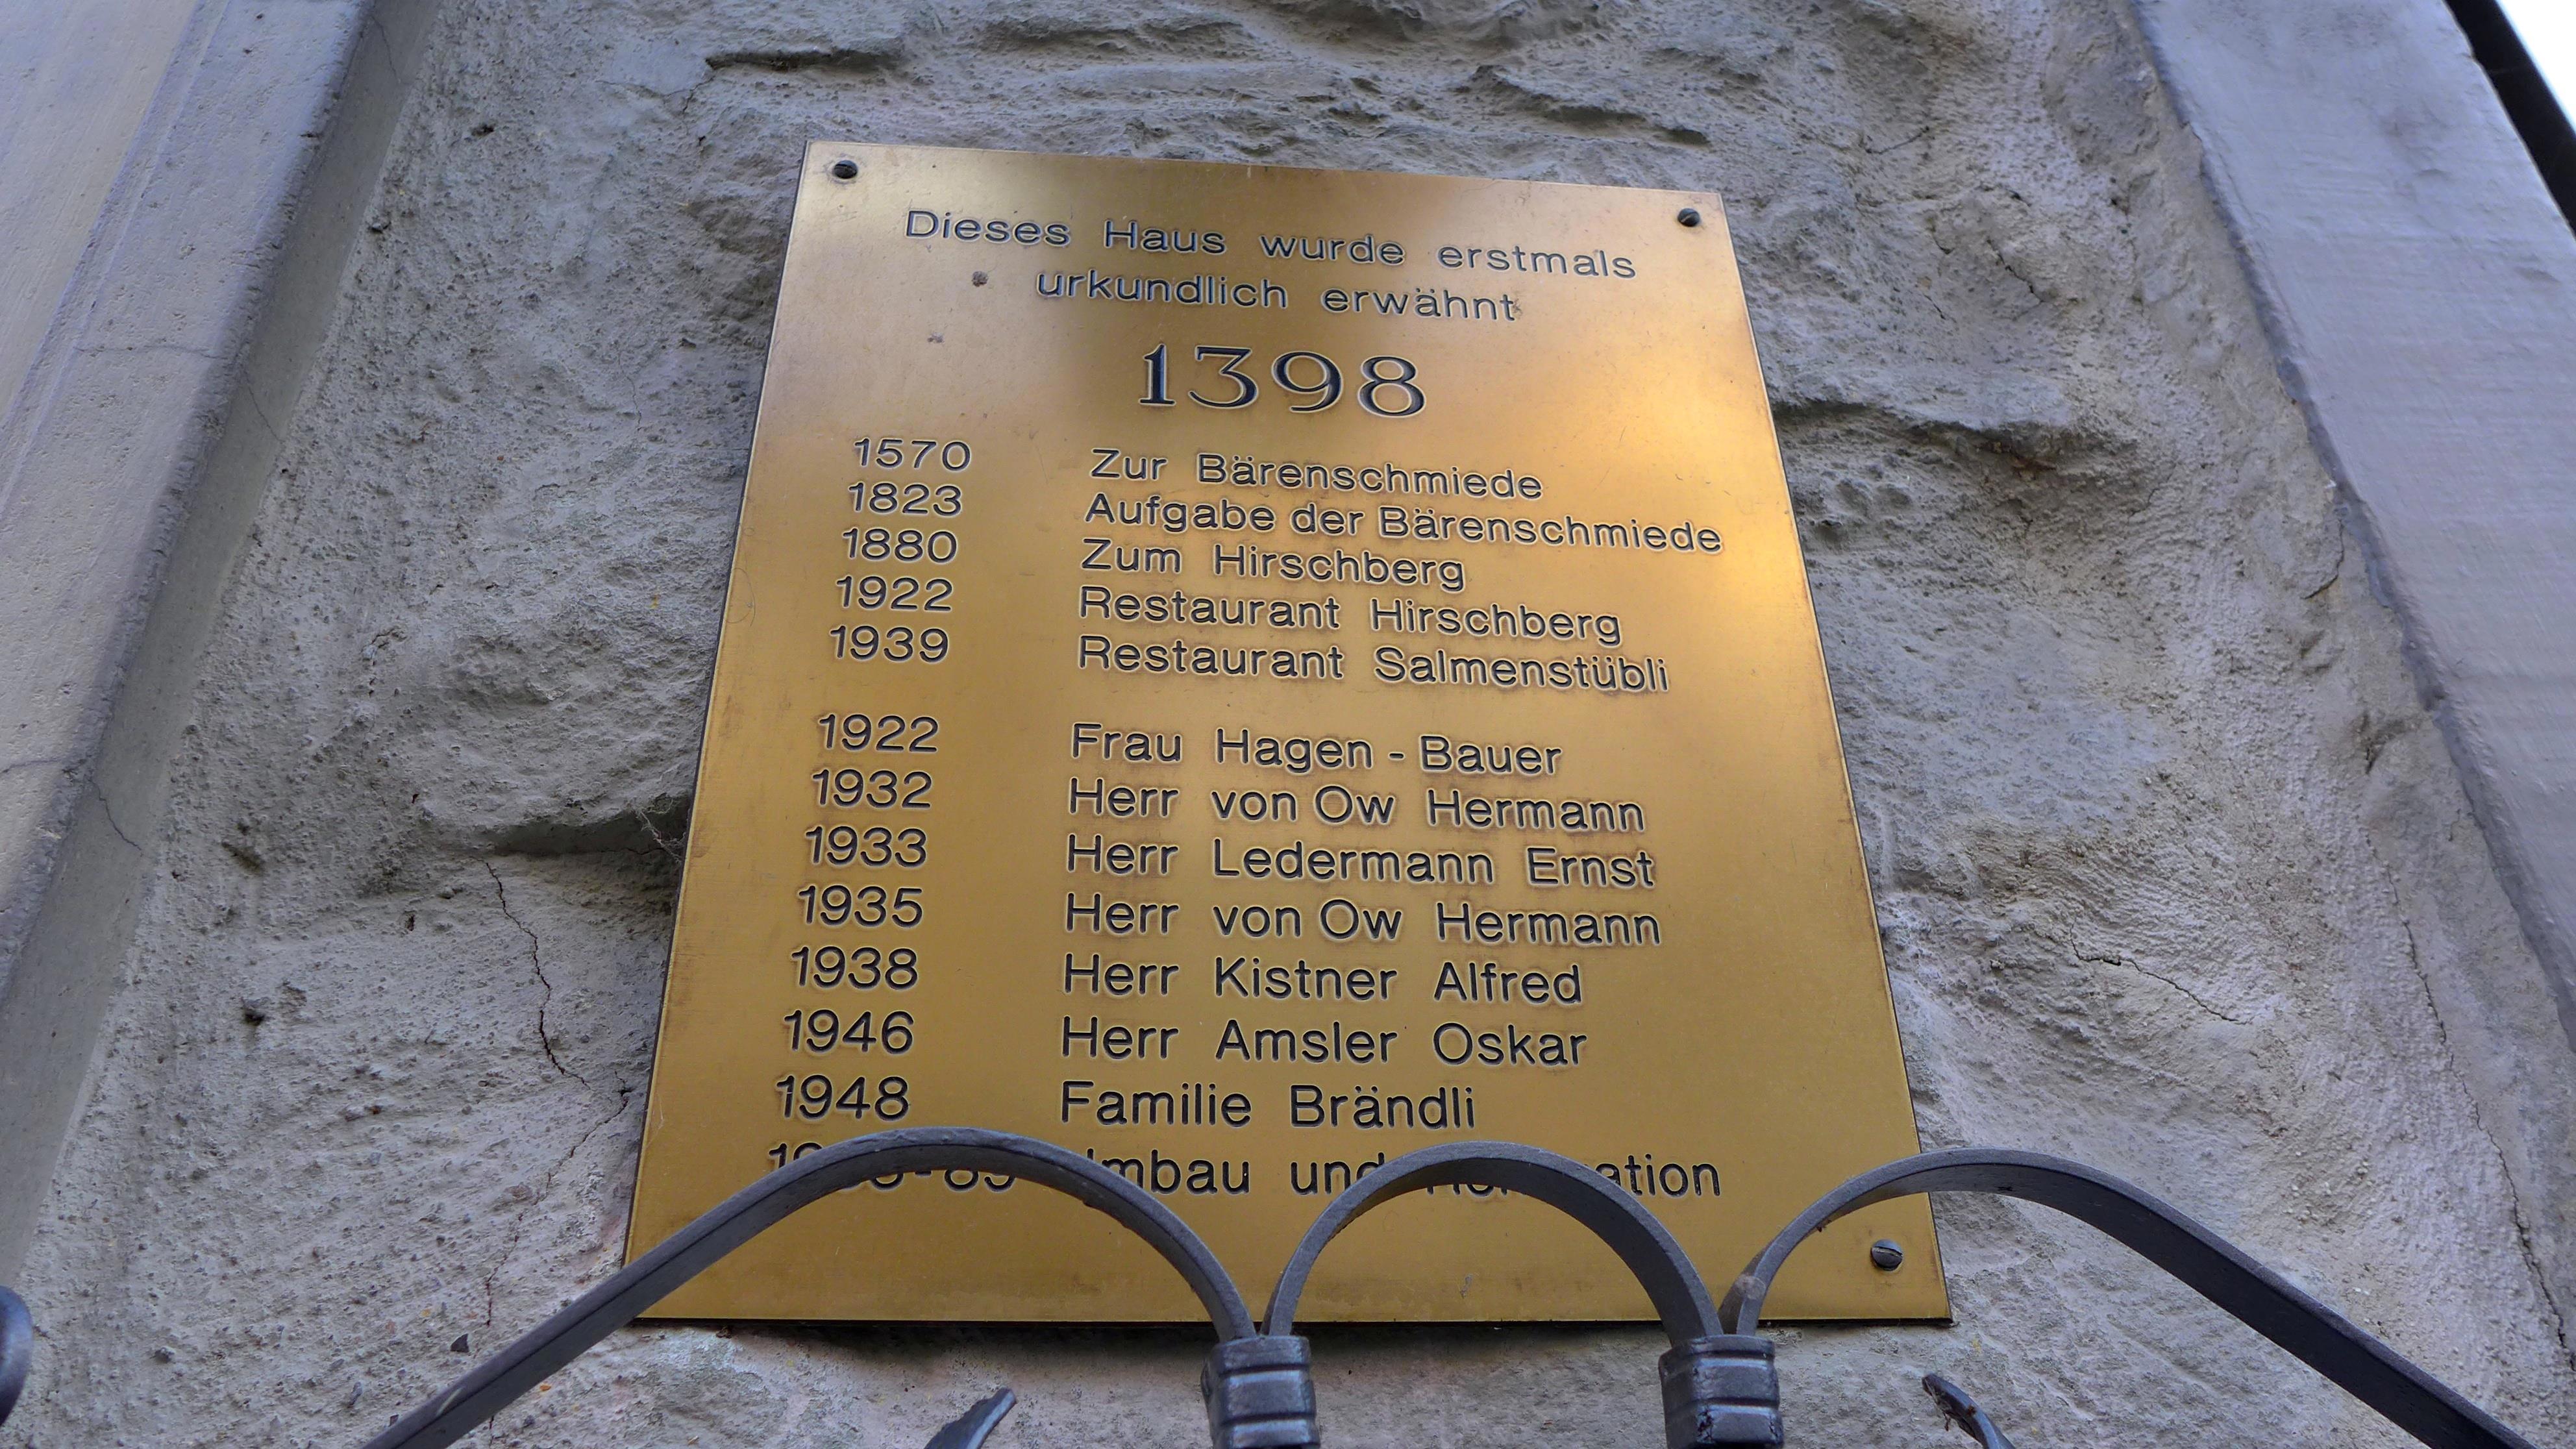 Dieses Haus wurde erstmals
urkundlich erwähnt
1398
1570 Zur Bärenschmiede
1823 Aufgabe der Bärenschmiede
1880 Zum Hirschberg
1922 Restaurant Hirschberg
1939 Restaurant Salmenstübli
1922 Frau Hagen - Bauer
1932 Herr von Ow Hermann
1933 Herr Ledermann Ernst
1935 Herr von Ow Hermann
1938 Herr Kistner Alfred
1946 Herr Amsler Oskar
1948 Familie Brändli
Umbau und